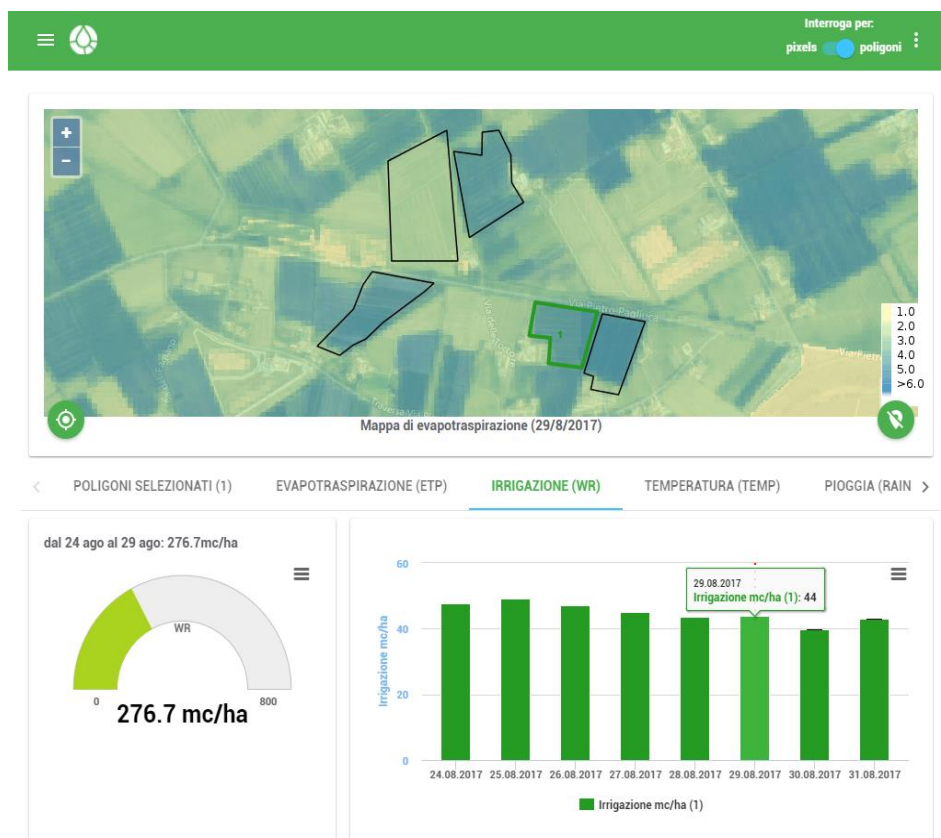 Interroga per:
pixels poligoni
+
−
Via Pietro Pagliuca
1.0
2.0
3.0
4.0
5.0
>6.0
Mappa di evapotraspirazione (29/8/2017)
POLIGONI SELEZIONATI (1) EVAPOTRASPIRAZIONE (ETP) IRRIGAZIONE (WR) TEMPERATURA (TEMP) PIOGGIA (RAIN
dal 24 ago al 29 ago: 276.7mc/ha
WR
0 800
276.7 mc/ha
60
40
20
0
Irrigazione mc/ha
29.08.2017
Irrigazione mc/ha (1): 44
24.08.2017 25.08.2017 26.08.2017 27.08.2017 28.08.2017 29.08.2017 30.08.2017 31.08.2017
Irrigazione mc/ha (1)